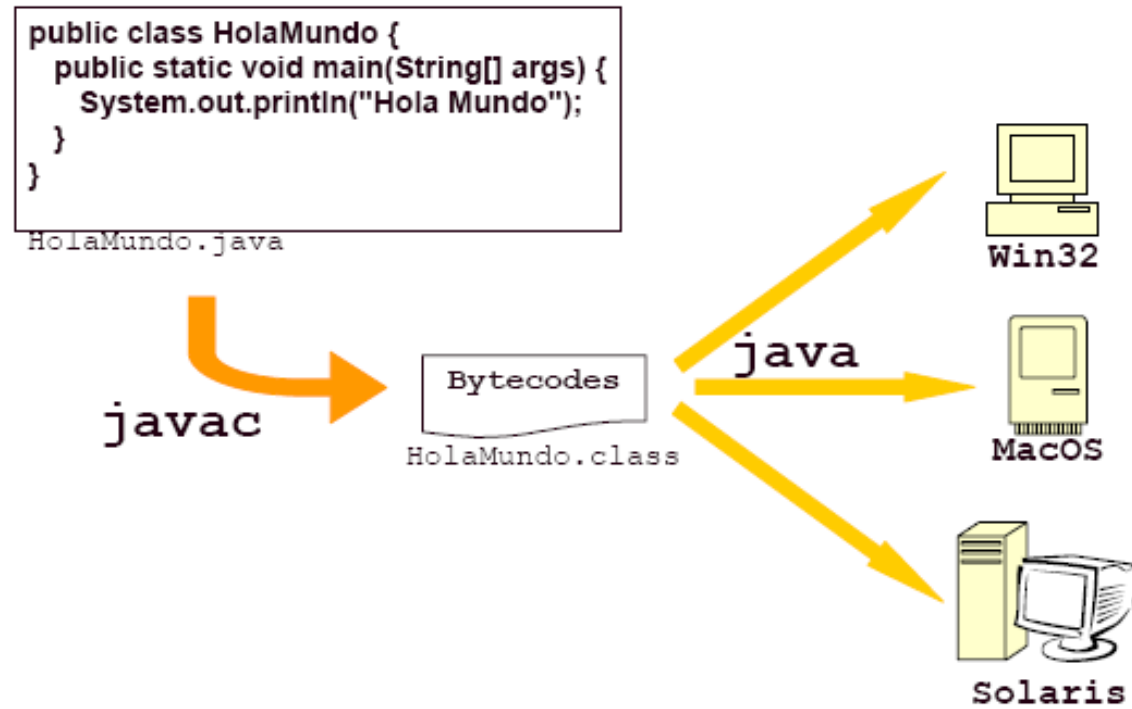 public class HolaMundo {
public static void main(String[] args) {
System.out.println("Hola Mundo");
}
}
HolaMundo.java
javac
Bytecodes
HolaMundo.class
java
Win32
MacOS
Solaris